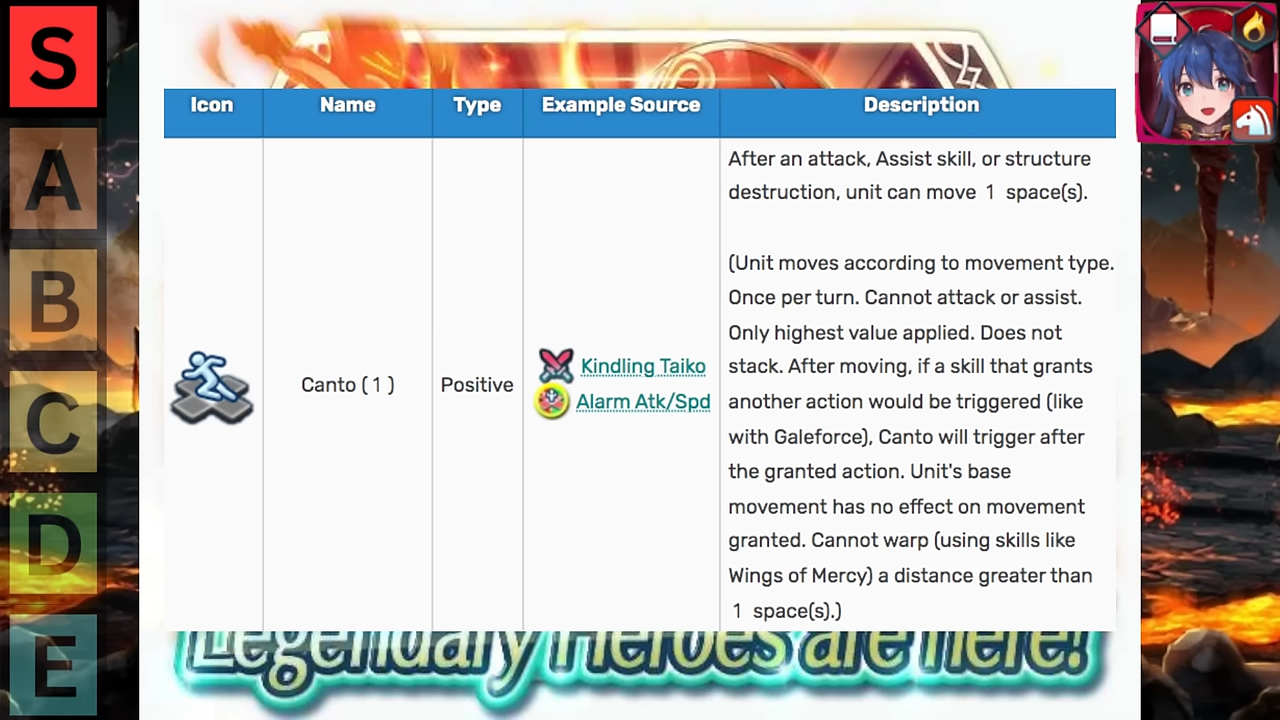 S
A
B
C
D
E
Icon Name Type Example Source Description
After an attack, Assist skill, or structure
destruction, unit can move 1 space(s).
(Unit moves according to movement type.
Once per turn. Cannot attack or assist.
Only highest value applied. Does not
stack. After moving, if a skill that grants
another action would be triggered (like
with Galeforce), Canto will trigger after
the granted action. Unit's base
movement has no effect on movement
granted. Cannot warp (using skills like
Wings of Mercy) a distance greater than
1 space(s).)
Canto ( 1 ) Positive
Kindling Taiko
Alarm Atk/Spd
Legendary Heroes are here!